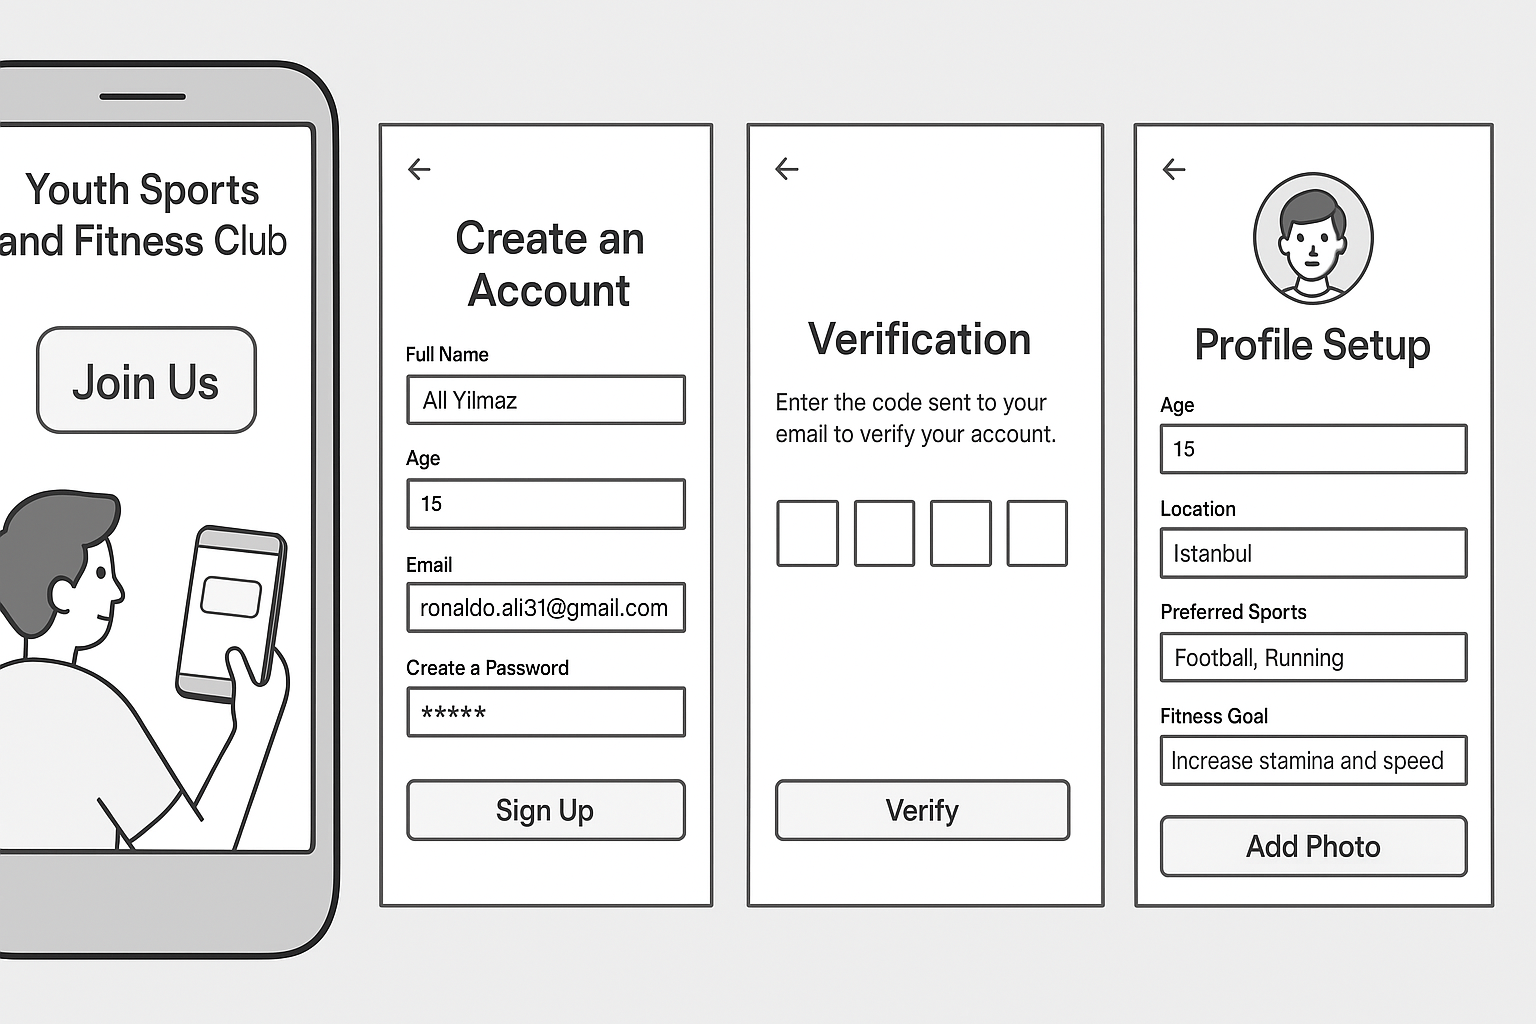 Youth Sports
and Fitness Club
Join Us
Create an
Account
Full Name
All Yilmaz
Age
15
Email
ronaldo.ali31@gmail.com
Create a Password
*****
Sign Up
Verification
Enter the code sent to your
email to verify your account.
Verify
Profile Setup
Age
15
Location
Istanbul
Preferred Sports
Football, Running
Fitness Goal
Increase stamina and speed
Add Photo